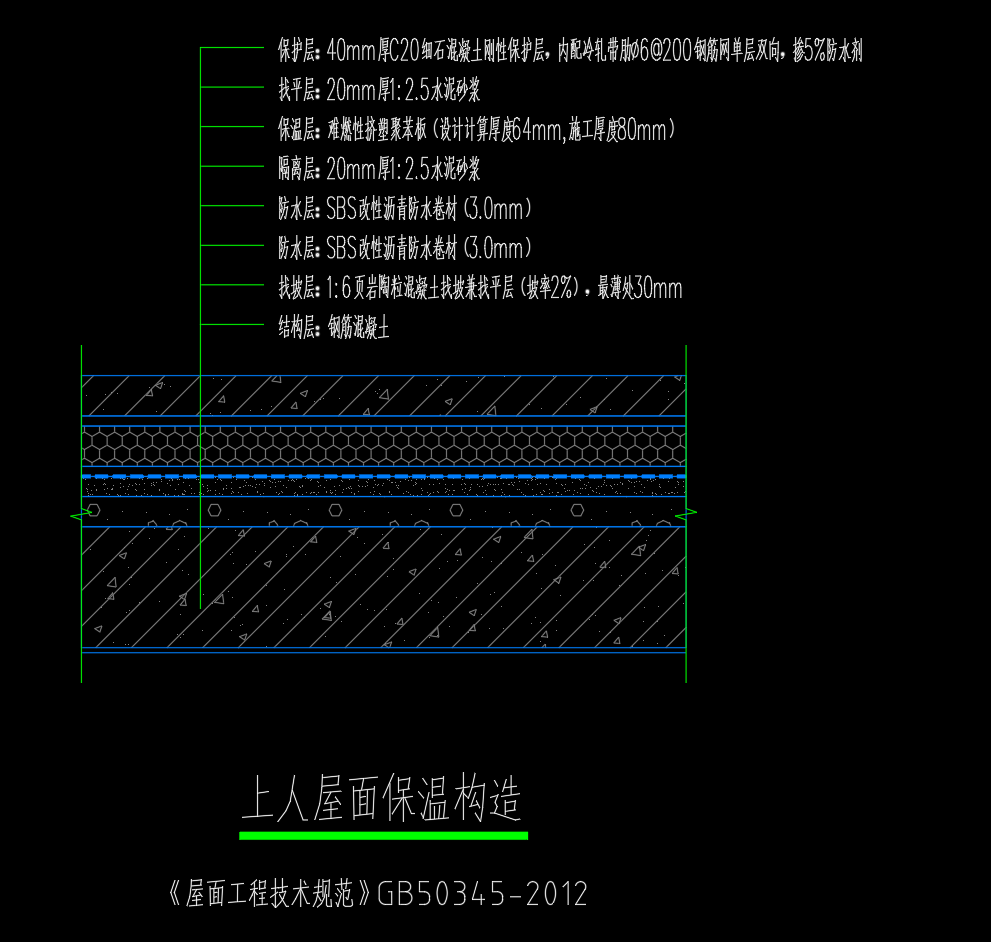 保护层：40mm厚C20细石混凝土刚性保护层，内配冷轧带肋ø6@200钢筋网单层双向，掺5%防水剂
找平层：20mm厚1:2.5水泥砂浆
保温层：难燃性挤塑聚苯板（设计计算厚度64mm,施工厚度80mm）
隔离层：20mm厚1:2.5水泥砂浆
防水层：SBS改性沥青防水卷材（3.0mm）
防水层：SBS改性沥青防水卷材（3.0mm）
找坡层：1:6页岩陶粒混凝土找坡兼找平层（坡率2%）,最薄处30mm
结构层：钢筋混凝土
上人屋面保温构造
《屋面工程技术规范》GB50345-2012